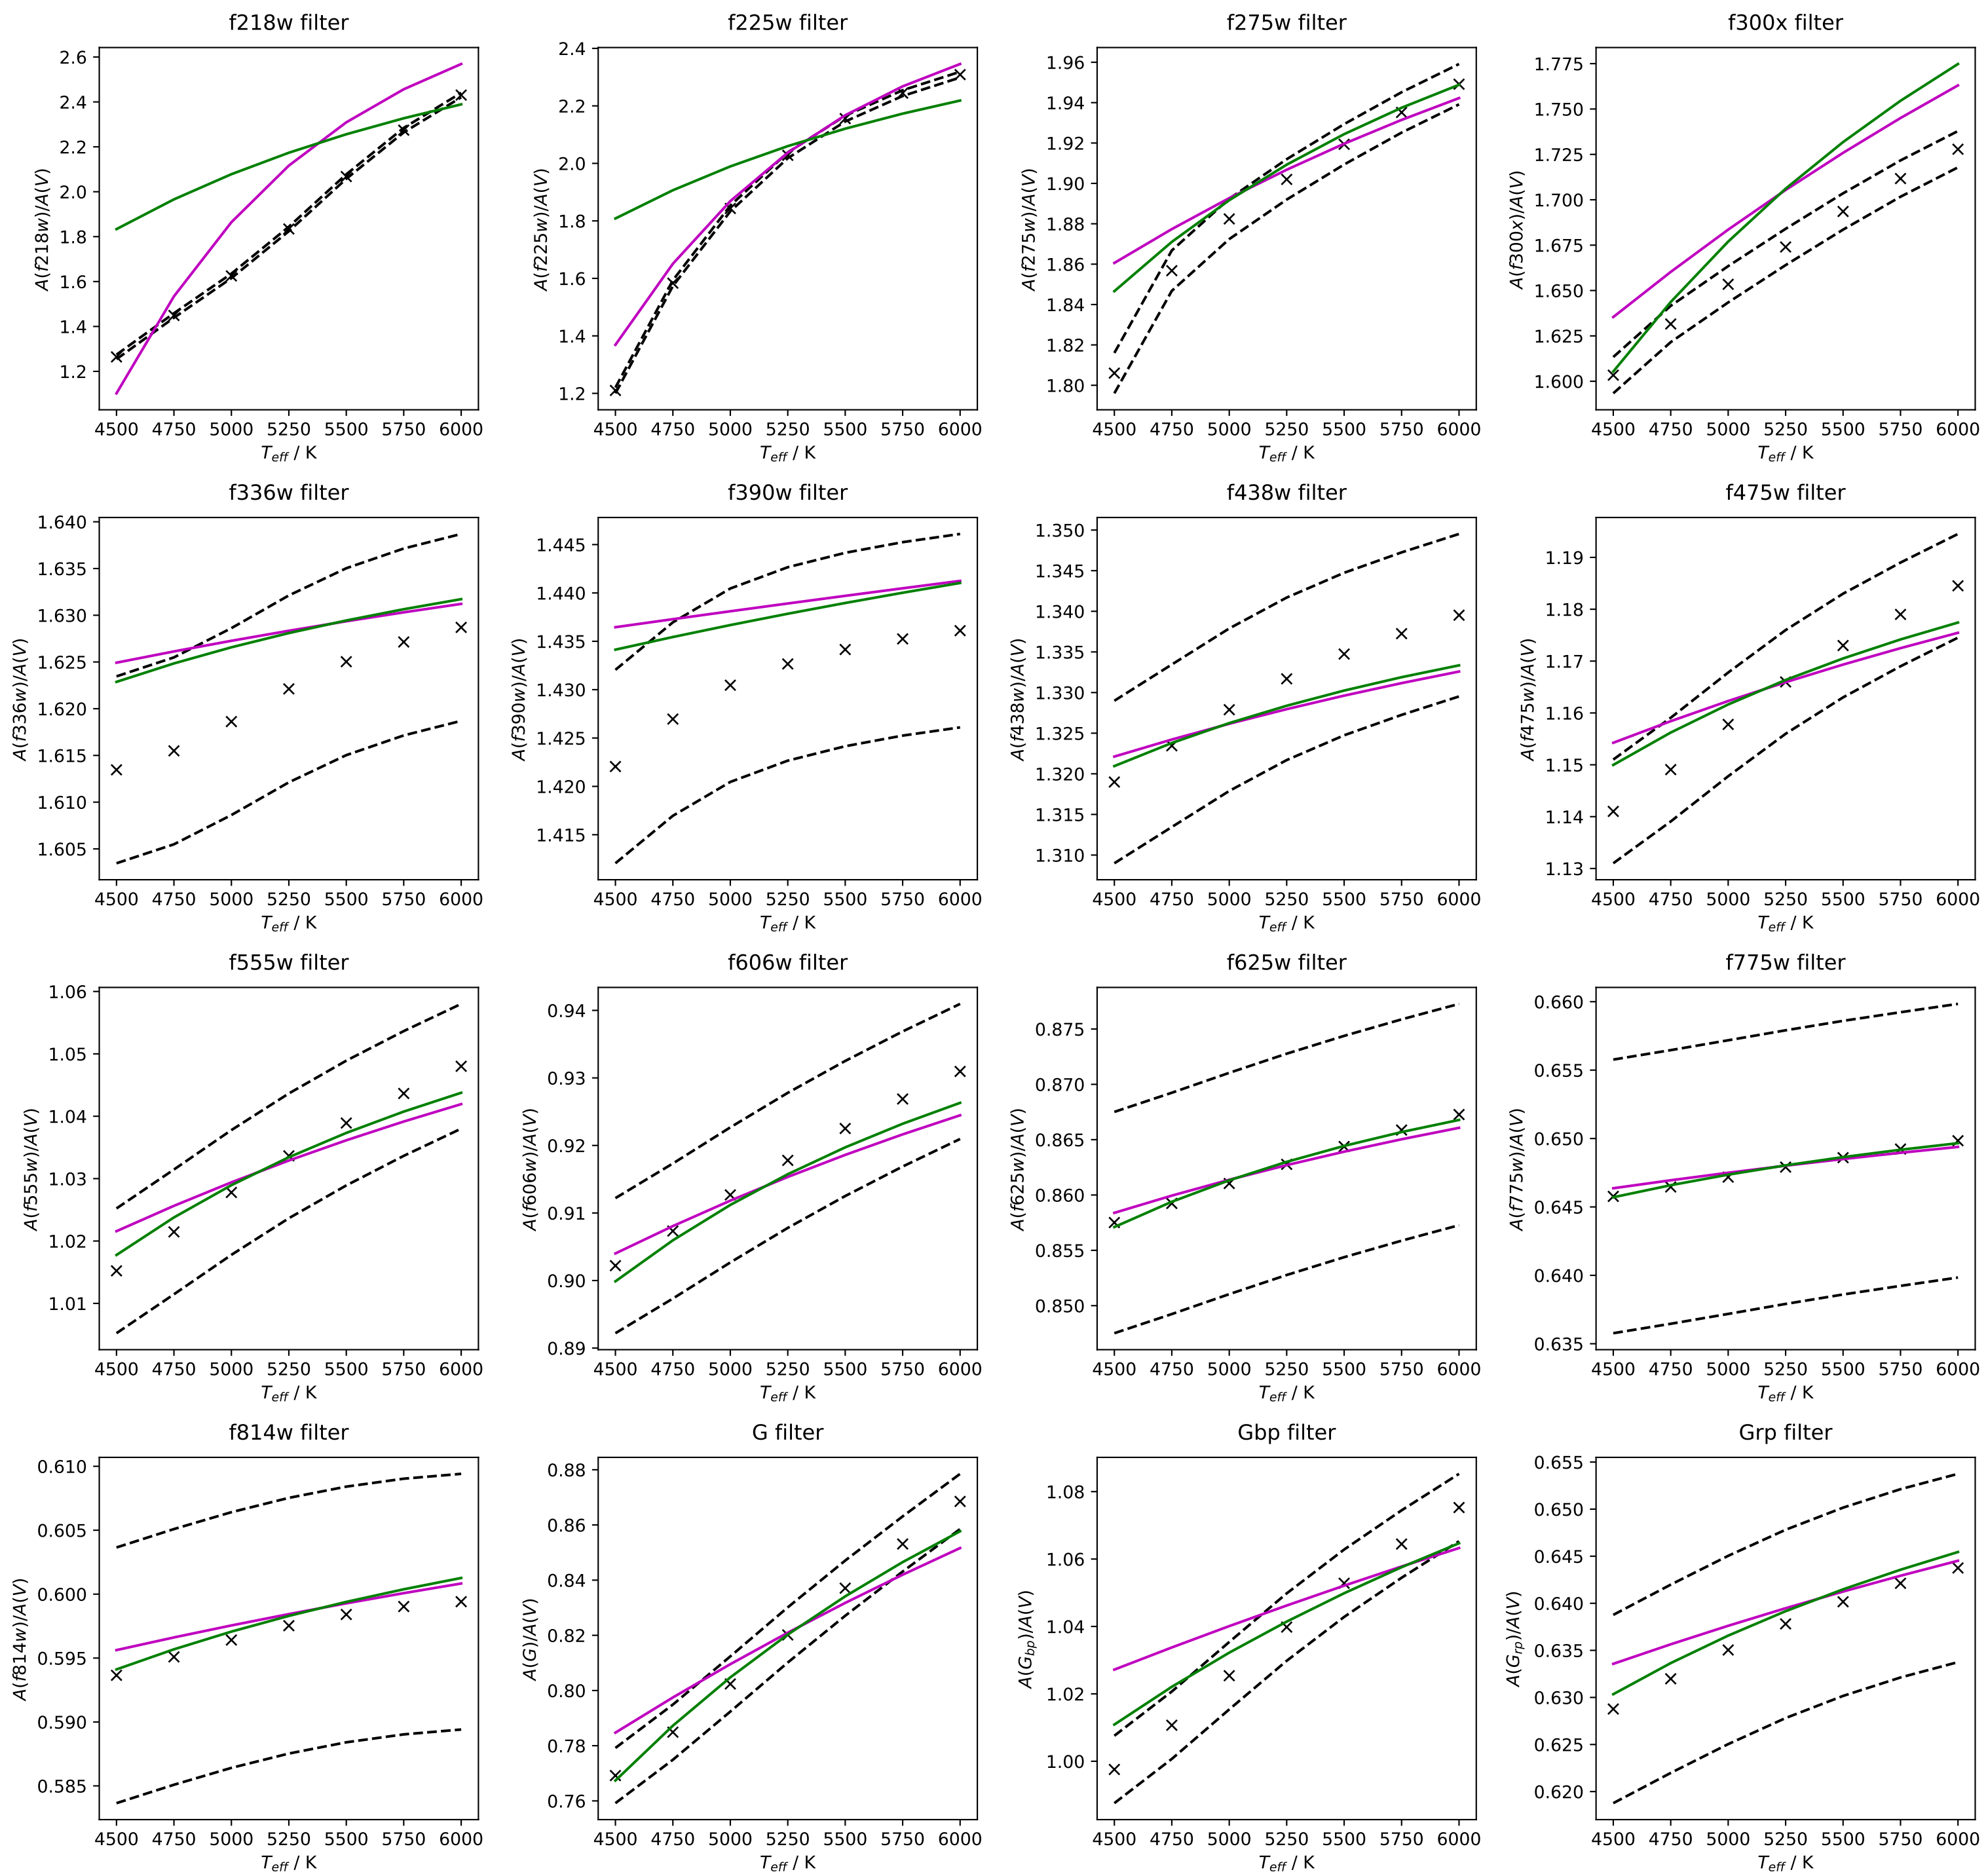 f218w filter
2.6
2.4
2.2
2.0
1.8
1.6
1.4
1.2
A(f218w)/A(V)
4500 4750 5000 5250 5500 5750 6000
T_eff / K
f225w filter
2.4
2.2
2.0
1.8
1.6
1.4
1.2
A(f225w)/A(V)
4500 4750 5000 5250 5500 5750 6000
T_eff / K
f275w filter
1.96
1.94
1.92
1.90
1.88
1.86
1.84
1.82
1.80
A(f275w)/A(V)
4500 4750 5000 5250 5500 5750 6000
T_eff / K
f300x filter
1.775
1.750
1.725
1.700
1.675
1.650
1.625
1.600
A(f300x)/A(V)
4500 4750 5000 5250 5500 5750 6000
T_eff / K
f336w filter
1.640
1.635
1.630
1.625
1.620
1.615
1.610
1.605
A(f336w)/A(V)
4500 4750 5000 5250 5500 5750 6000
T_eff / K
f390w filter
1.445
1.440
1.435
1.430
1.425
1.420
1.415
A(f390w)/A(V)
4500 4750 5000 5250 5500 5750 6000
T_eff / K
f438w filter
1.350
1.345
1.340
1.335
1.330
1.325
1.320
1.315
1.310
A(f438w)/A(V)
4500 4750 5000 5250 5500 5750 6000
T_eff / K
f475w filter
1.19
1.18
1.17
1.16
1.15
1.14
1.13
A(f475w)/A(V)
4500 4750 5000 5250 5500 5750 6000
T_eff / K
f555w filter
1.06
1.05
1.04
1.03
1.02
1.01
A(f555w)/A(V)
4500 4750 5000 5250 5500 5750 6000
T_eff / K
f606w filter
0.94
0.93
0.92
0.91
0.90
0.89
A(f606w)/A(V)
4500 4750 5000 5250 5500 5750 6000
T_eff / K
f625w filter
0.875
0.870
0.865
0.860
0.855
0.850
A(f625w)/A(V)
4500 4750 5000 5250 5500 5750 6000
T_eff / K
f775w filter
0.660
0.655
0.650
0.645
0.640
0.635
A(f775w)/A(V)
4500 4750 5000 5250 5500 5750 6000
T_eff / K
f814w filter
0.610
0.605
0.600
0.595
0.590
0.585
A(f814w)/A(V)
4500 4750 5000 5250 5500 5750 6000
T_eff / K
G filter
0.88
0.86
0.84
0.82
0.80
0.78
0.76
A(G)/A(V)
4500 4750 5000 5250 5500 5750 6000
T_eff / K
Gbp filter
1.08
1.06
1.04
1.02
1.00
A(G_bp)/A(V)
4500 4750 5000 5250 5500 5750 6000
T_eff / K
Grp filter
0.655
0.650
0.645
0.640
0.635
0.630
0.625
0.620
A(G_rp)/A(V)
4500 4750 5000 5250 5500 5750 6000
T_eff / K